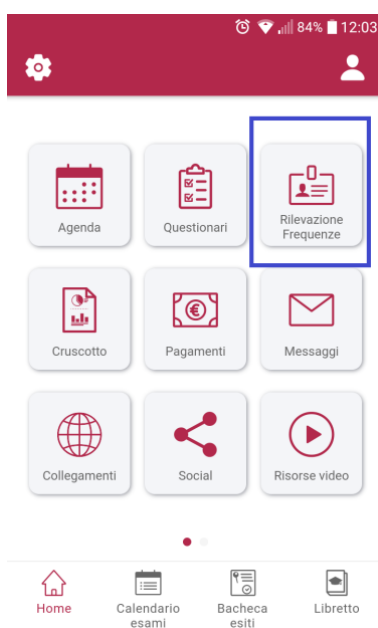 84% 12:03
Agenda
Questionari
Rilevazione
Frequenze
Cruscotto
Pagamenti
Messaggi
Collegamenti
Social
Risorse video
Home
Calendario
esami
Bacheca
esiti
Libretto